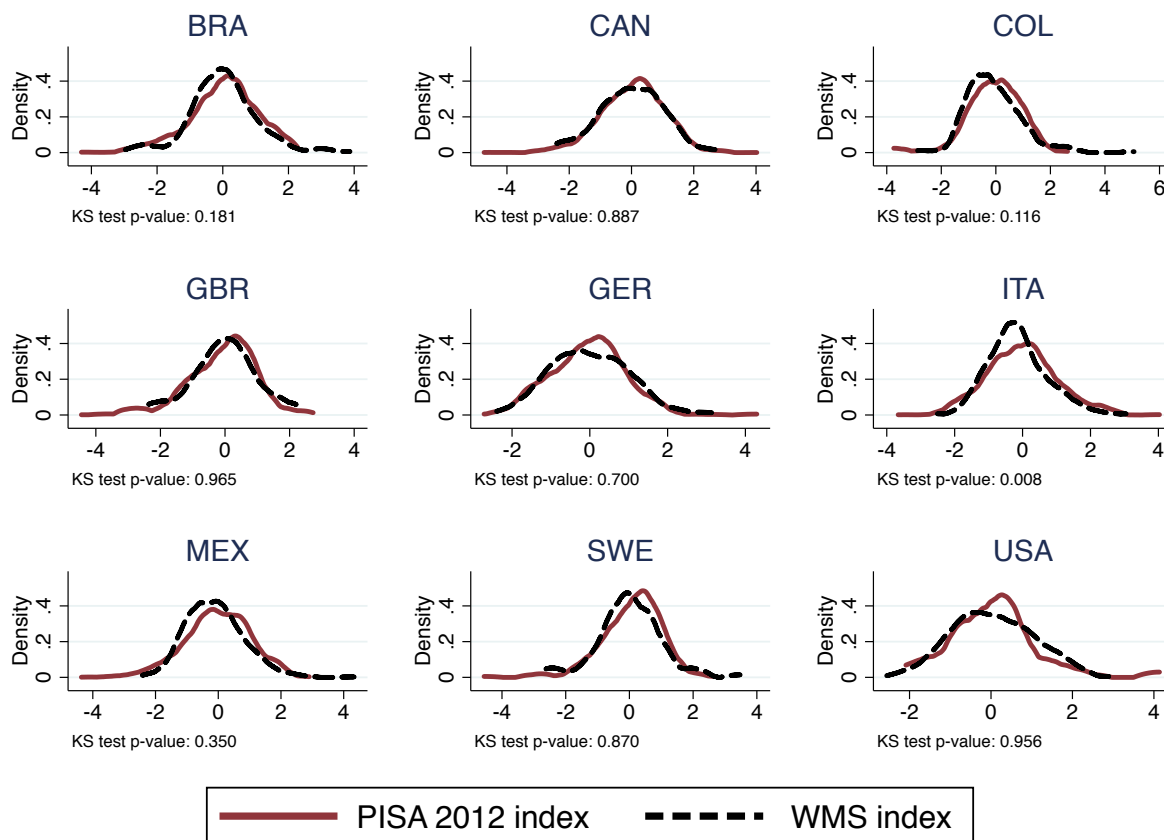 BRA
Density
0 .2 .4
-4 -2 0 2 4
KS test p-value: 0.181
CAN
Density
0 .2 .4
-4 -2 0 2 4
KS test p-value: 0.887
COL
Density
0 .2 .4
-4 -2 0 2 4 6
KS test p-value: 0.116
GBR
Density
0 .2 .4
-4 -2 0 2 4
KS test p-value: 0.965
GER
Density
0 .2 .4
-2 0 2 4
KS test p-value: 0.700
ITA
Density
0 .2 .4
-4 -2 0 2 4
KS test p-value: 0.008
MEX
Density
0 .2 .4
-4 -2 0 2 4
KS test p-value: 0.350
SWE
Density
0 .2 .4
-4 -2 0 2 4
KS test p-value: 0.870
USA
Density
0 .2 .4
-2 0 2 4
KS test p-value: 0.956
PISA 2012 index WMS index